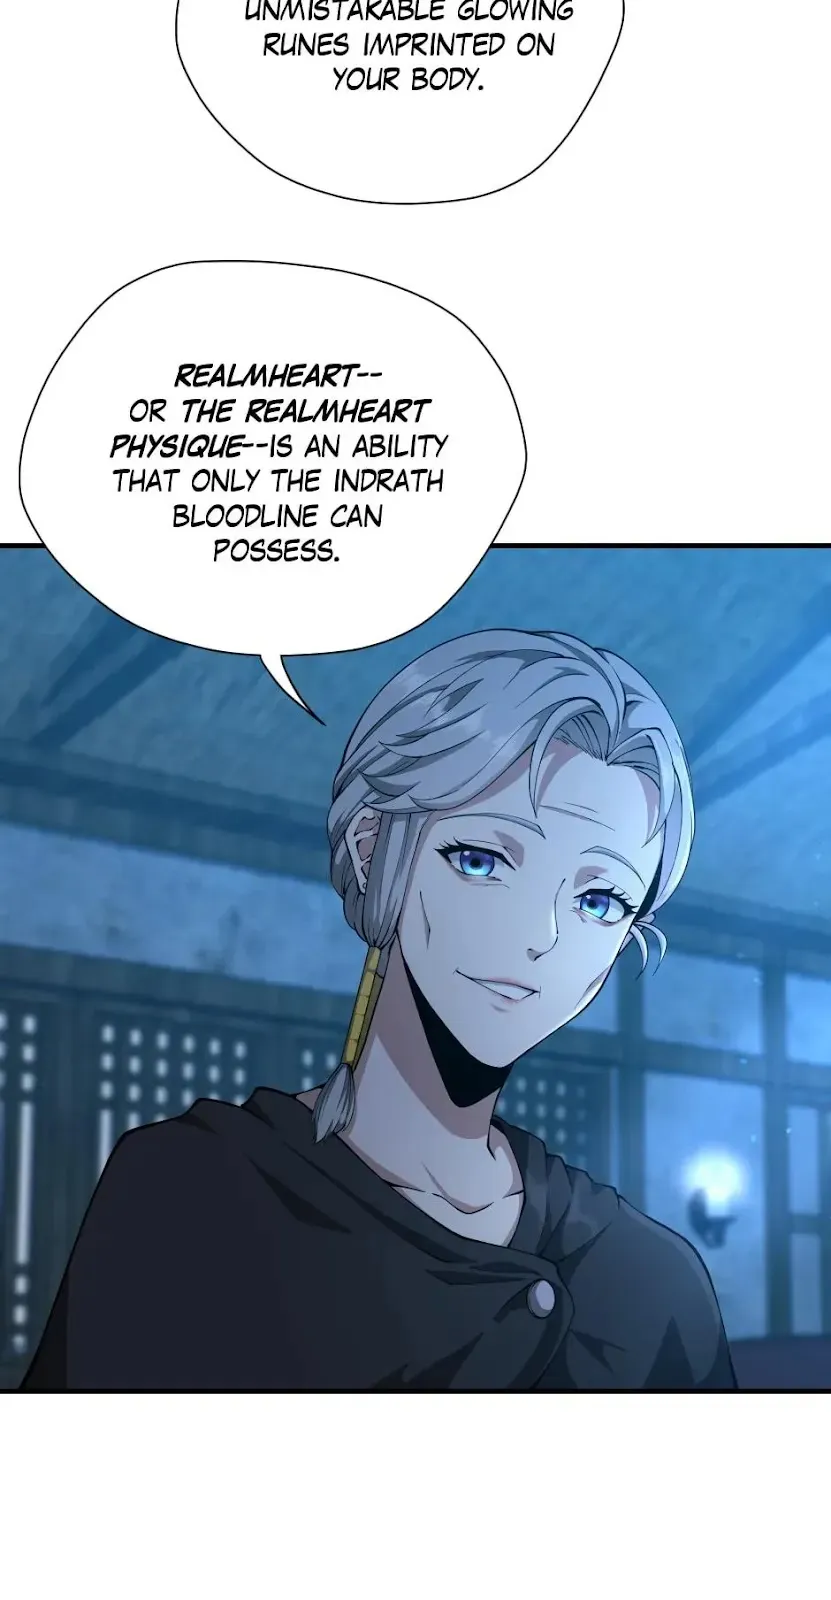 UNMISTAKABLE GLOWING
RUNES IMPRINTED ON
YOUR BODY.
REALMHEART--
OR THE REALMHEART
PHYSIQUE--IS AN ABILITY
THAT ONLY THE INDRATH
BLOODLINE CAN
POSSESS.